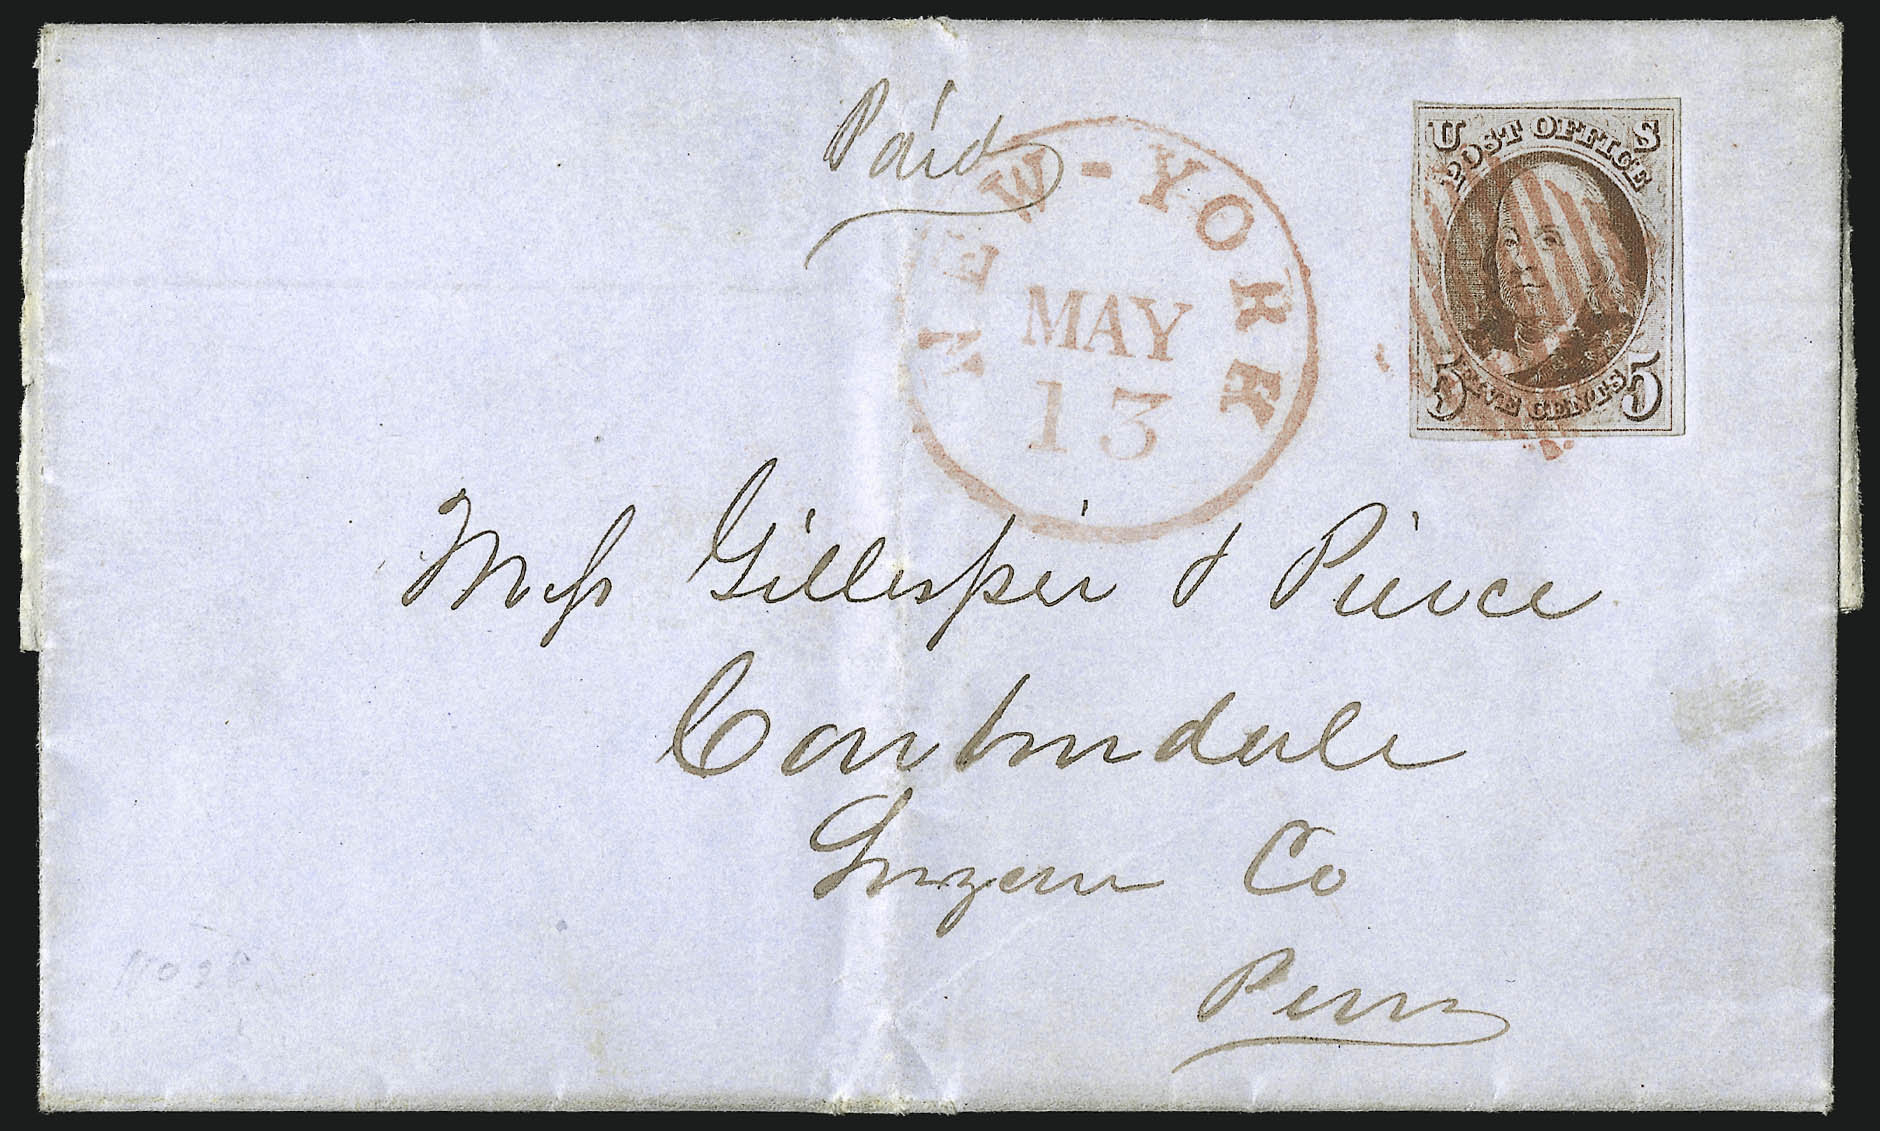 Paid
NEW-YORK
MAY
13
U S
POST OFFICE
5 FIVE CENTS 5
Mess Gillespie & Pierce
Carbondale
Luzerne Co
Penn